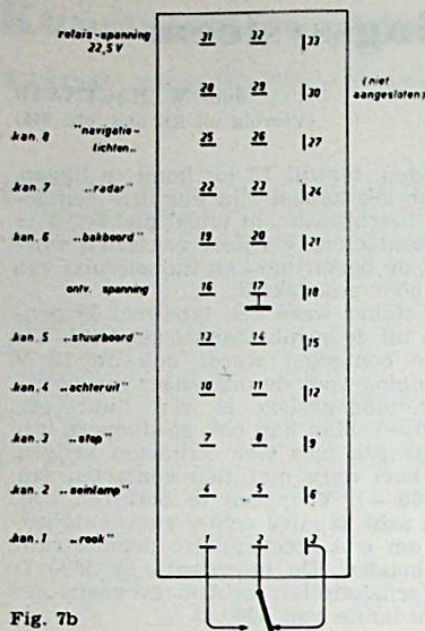 relais-spanning 31 32 33
22,5 V
28 29 30 (niet aangesloten)
kan. 8 "navigatie-lichten" 25 26 27
kan. 7 "radar" 22 23 24
kan. 6 "bakboord" 19 20 21
ontv. spanning 16 17 18
kan. 5 „stuurboord" 13 14 15
kan. 4 „achteruit" 10 11 12
kan. 3 „stop" 7 8 9
kan. 2 „seinlamp" 4 5 6
kan. 1 „rook" 1 2 3
Fig. 7b